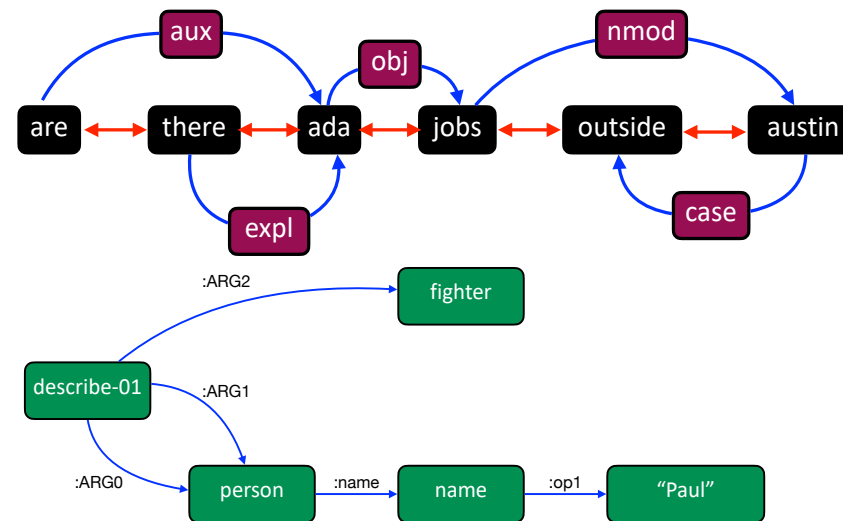 aux
nmod
obj
are there ada jobs outside austin
expl
case
:ARG2
fighter
describe-01
:ARG1
:ARG0
person :name name :op1 “Paul”